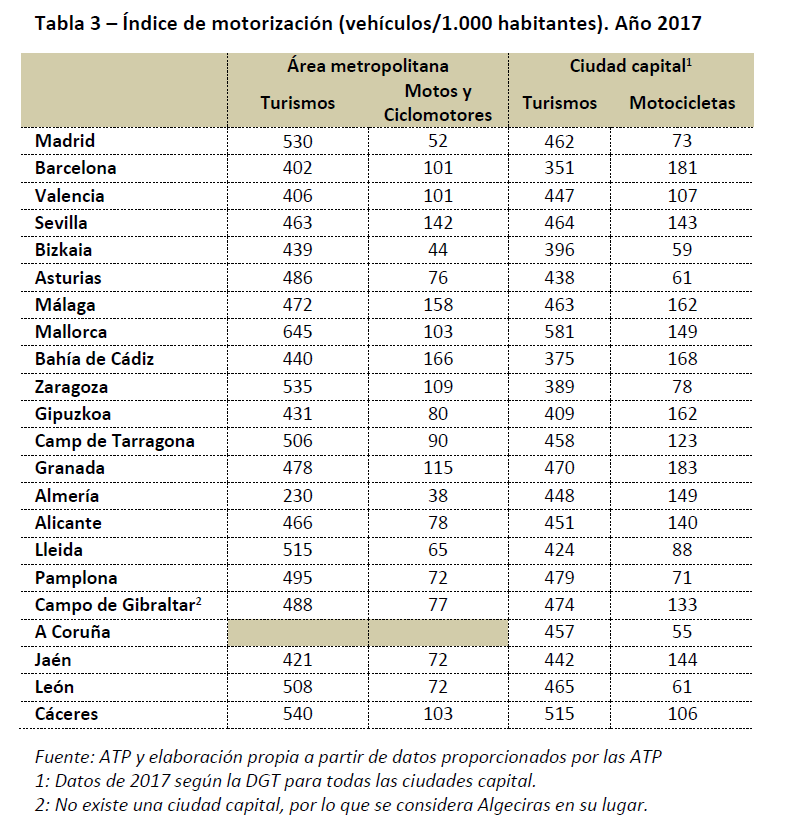 Tabla 3 – Índice de motorización (vehículos/1.000 habitantes). Año 2017
Área metropolitana Ciudad capital¹
Turismos Motos y Ciclomotores Turismos Motocicletas
Madrid 530 52 462 73
Barcelona 402 101 351 181
Valencia 406 101 447 107
Sevilla 463 142 464 143
Bizkaia 439 44 396 59
Asturias 486 76 438 61
Málaga 472 158 463 162
Mallorca 645 103 581 149
Bahía de Cádiz 440 166 375 168
Zaragoza 535 109 389 78
Gipuzkoa 431 80 409 162
Camp de Tarragona 506 90 458 123
Granada 478 115 470 183
Almería 230 38 448 149
Alicante 466 78 451 140
Lleida 515 65 424 88
Pamplona 495 72 479 71
Campo de Gibraltar² 488 77 474 133
A Coruña 457 55
Jaén 421 72 442 144
León 508 72 465 61
Cáceres 540 103 515 106
Fuente: ATP y elaboración propia a partir de datos proporcionados por las ATP
1: Datos de 2017 según la DGT para todas las ciudades capital.
2: No existe una ciudad capital, por lo que se considera Algeciras en su lugar.